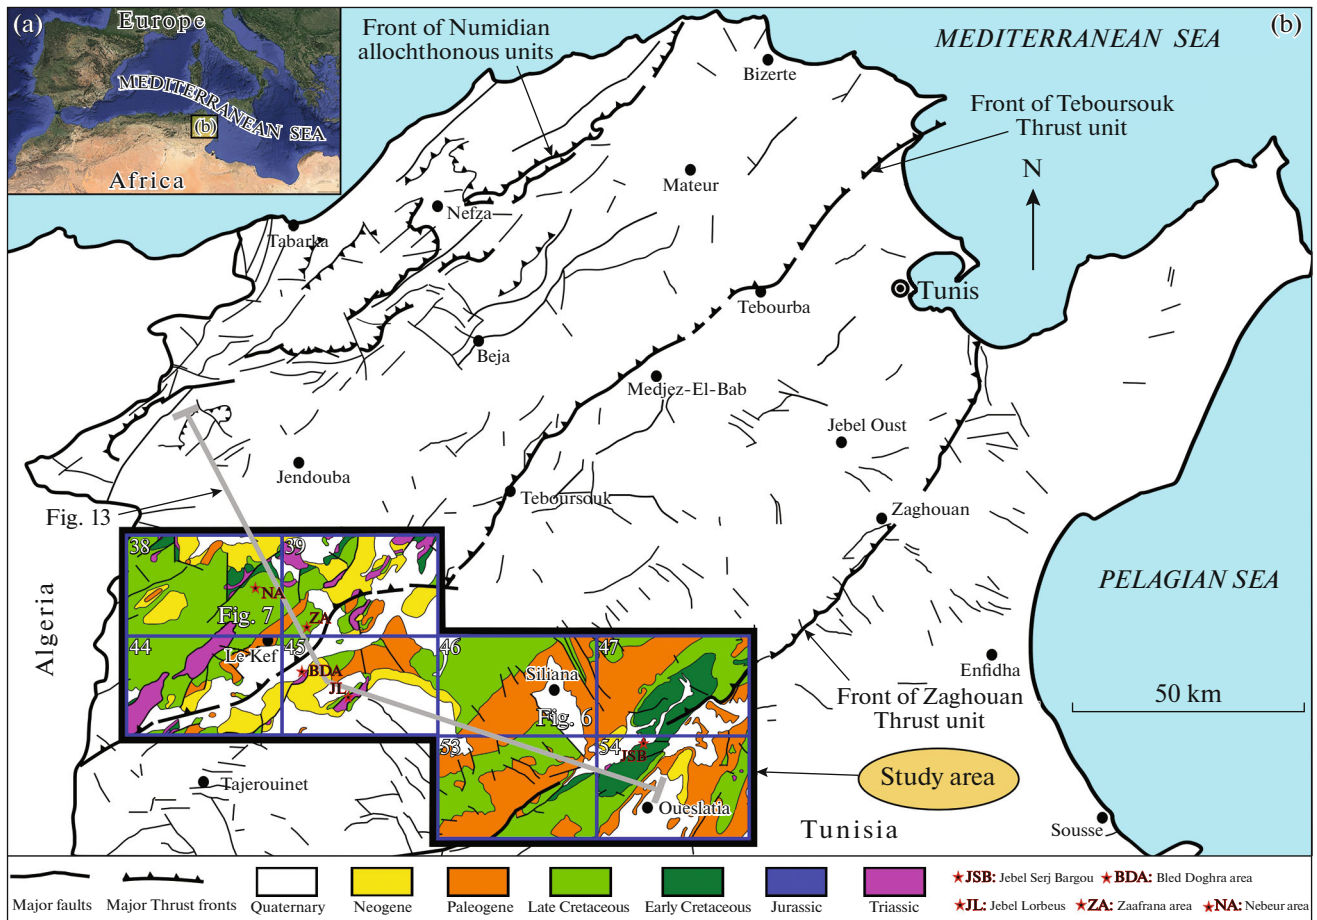 (a)
Europe
MEDITERRANEAN SEA
(b)
Africa
Front of Numidian
allochthonous units
MEDITERRANEAN SEA
(b)
Bizerte
Front of Teboursouk
Thrust unit
N
Mateur
Nefza
Tabarka
Tunis
Tebourba
Beja
Medjez-El-Bab
Jebel Oust
Jendouba
Teboursouk
Zaghouan
Fig. 13
Algeria
PELAGIAN SEA
38
39
NA
Fig. 7
ZA
44
45
Le Kef
BDA
JL
46
47
Siliana
Fig. 6
53
54
JSB
Oueslatia
Enfidha
50 km
Front of Zaghouan
Thrust unit
Study area
Tajerouinet
Tunisia
Sousse
Major faults
Major Thrust fronts
Quaternary
Neogene
Paleogene
Late Cretaceous
Early Cretaceous
Jurassic
Triassic
JSB: Jebel Serj Bargou
BDA: Bled Doghra area
JL: Jebel Lorbeus
ZA: Zaafrana area
NA: Nebeur area